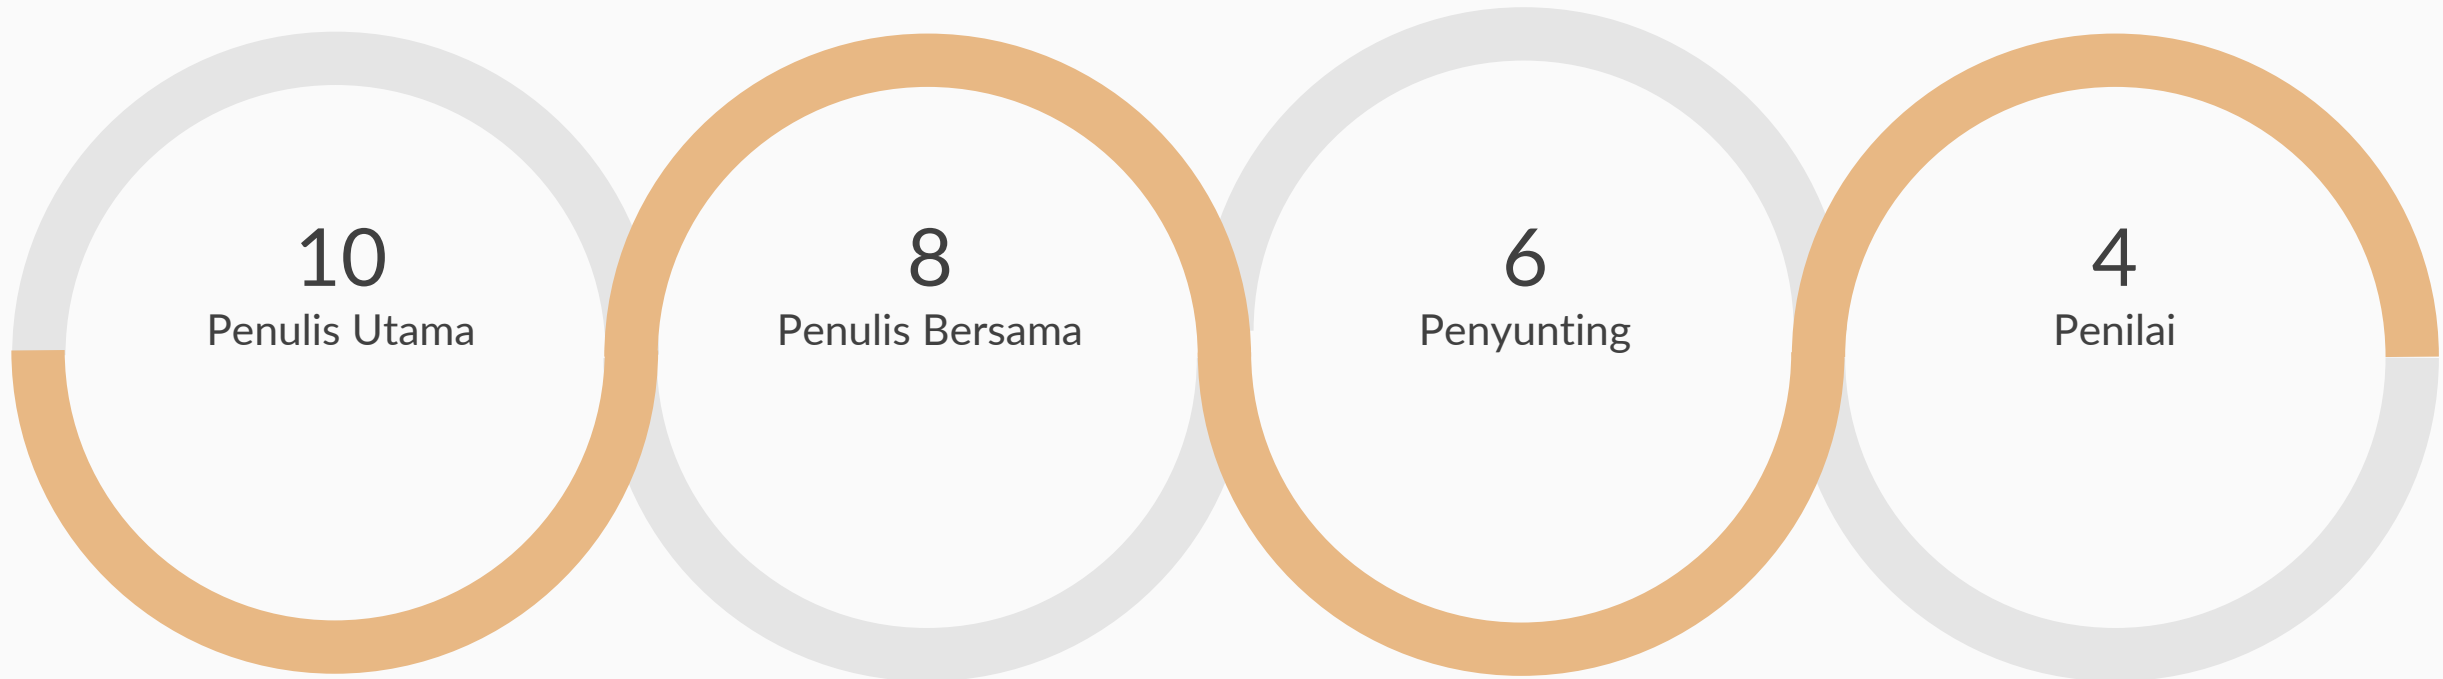 10
Penulis Utama
8
Penulis Bersama
6
Penyunting
4
Penilai